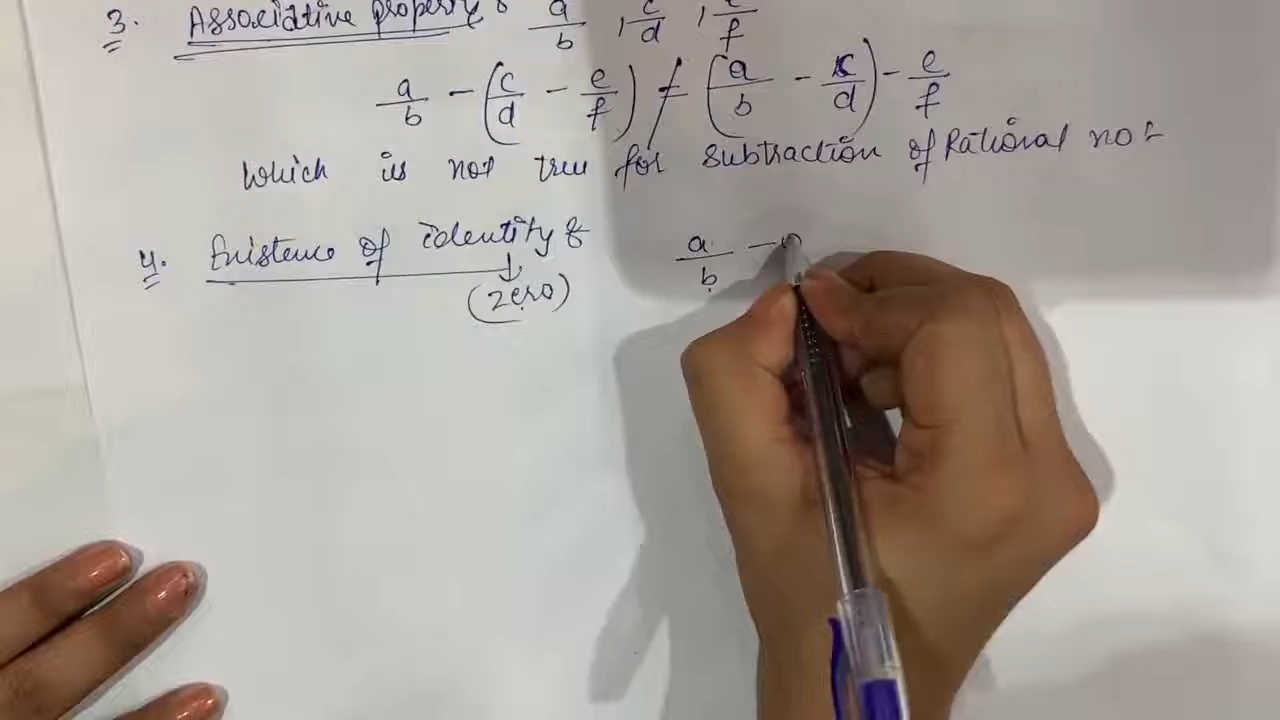 3. Associative property : a/b , c/d , e/f
a/b - (c/d - e/f) ≠ (a/b - c/d) - e/f
which is not true for subtraction of Rational no:
4. Existence of identity : a/b - 0
(zero)